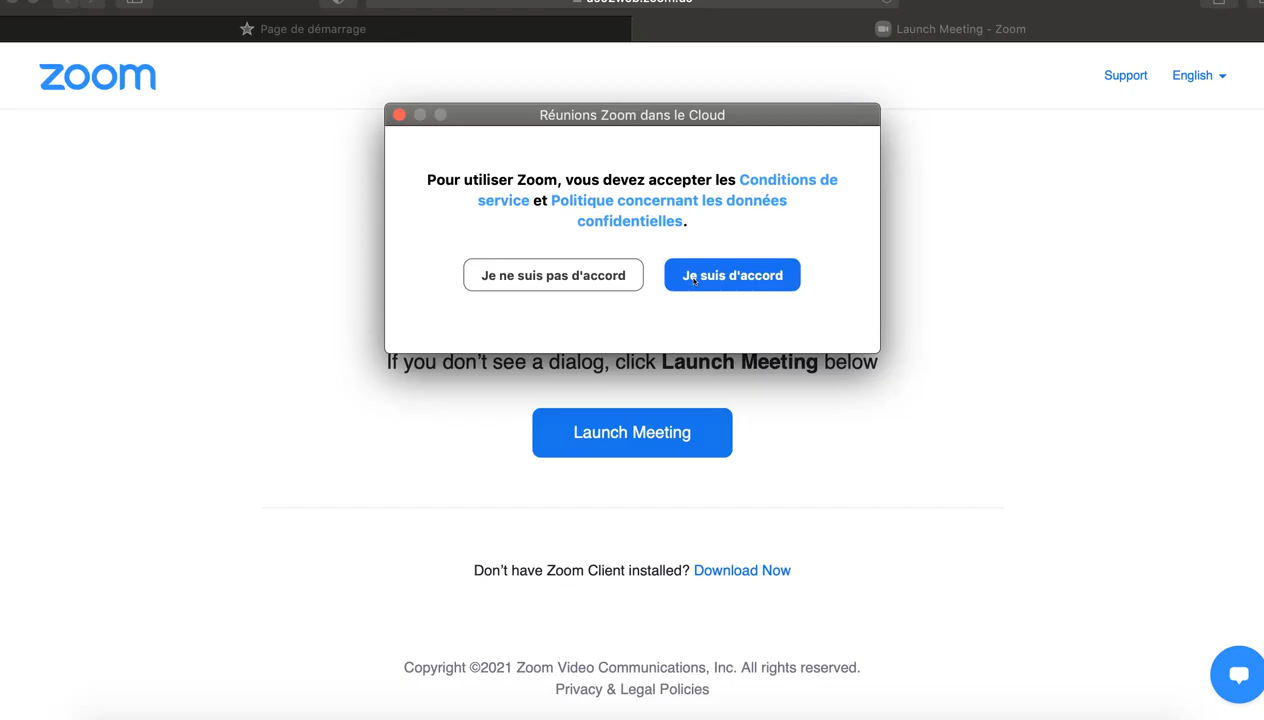 Page de démarrage
Launch Meeting - Zoom
zoom
Support
English
Réunions Zoom dans le Cloud
Pour utiliser Zoom, vous devez accepter les Conditions de
service et Politique concernant les données
confidentielles.
Je ne suis pas d'accord
Je suis d'accord
If you don't see a dialog, click Launch Meeting below
Launch Meeting
Don't have Zoom Client installed? Download Now
Copyright ©2021 Zoom Video Communications, Inc. All rights reserved.
Privacy & Legal Policies